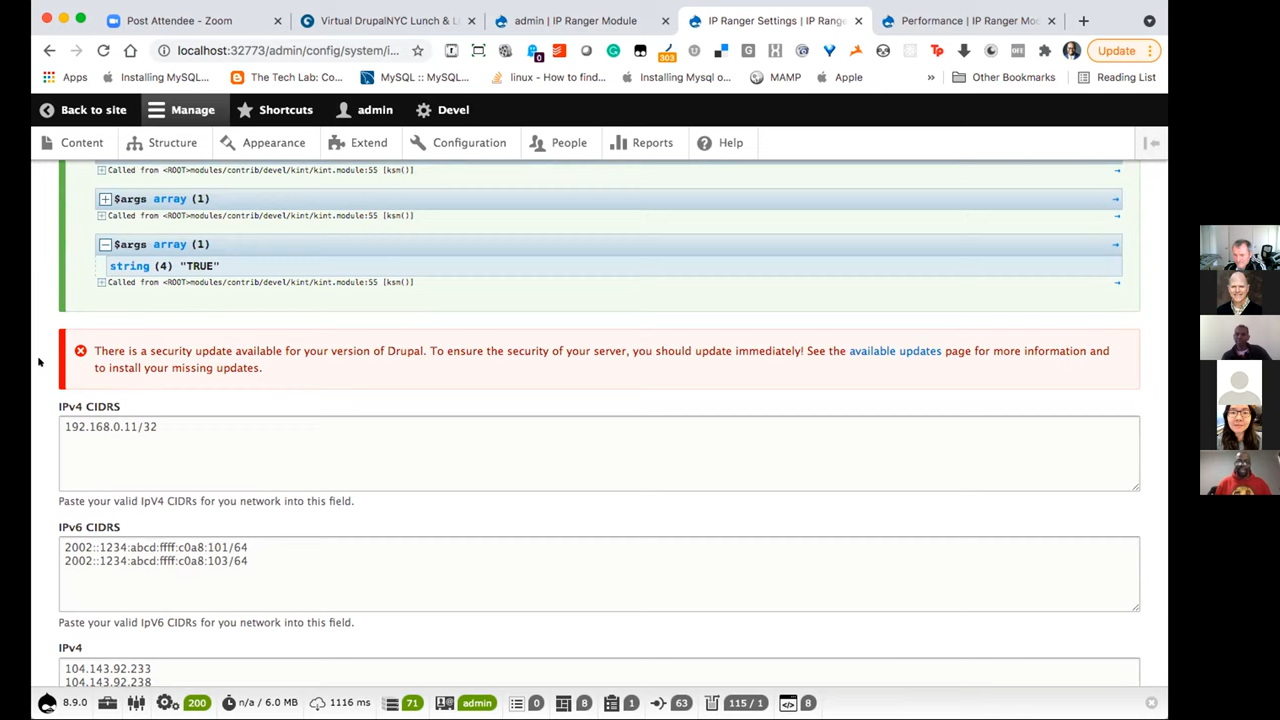 Post Attendee - Zoom
Virtual DrupalNYC Lunch & L
admin | IP Ranger Module
IP Ranger Settings | IP Range
Performance | IP Ranger Mo
localhost:32773/admin/config/system/i...
0
303
G
Tp
OFF
Update
Apps
Installing MySQL...
The Tech Lab: Co...
MySQL :: MySQL...
linux - How to find...
Installing Mysql o...
MAMP
Apple
»
Other Bookmarks
Reading List
Back to site
Manage
Shortcuts
admin
Devel
Content
Structure
Appearance
Extend
Configuration
People
Reports
Help
Called from <ROOT>modules/contrib/devel/kint/kint.module:55 [ksm()]
$args array (1)
Called from <ROOT>modules/contrib/devel/kint/kint.module:55 [ksm()]
$args array (1)
string (4) "TRUE"
Called from <ROOT>modules/contrib/devel/kint/kint.module:55 [ksm()]
There is a security update available for your version of Drupal. To ensure the security of your server, you should update immediately! See the available updates page for more information and
to install your missing updates.
IPv4 CIDRS
192.168.0.11/32
Paste your valid IpV4 CIDRs for you network into this field.
IPv6 CIDRS
2002::1234:abcd:ffff:c0a8:101/64
2002::1234:abcd:ffff:c0a8:103/64
Paste your valid IpV6 CIDRs for you network into this field.
IPv4
104.143.92.233
104.143.92.238
8.9.0
200
n/a / 6.0 MB
1116 ms
71
admin
0
8
1
63
115 / 1
8